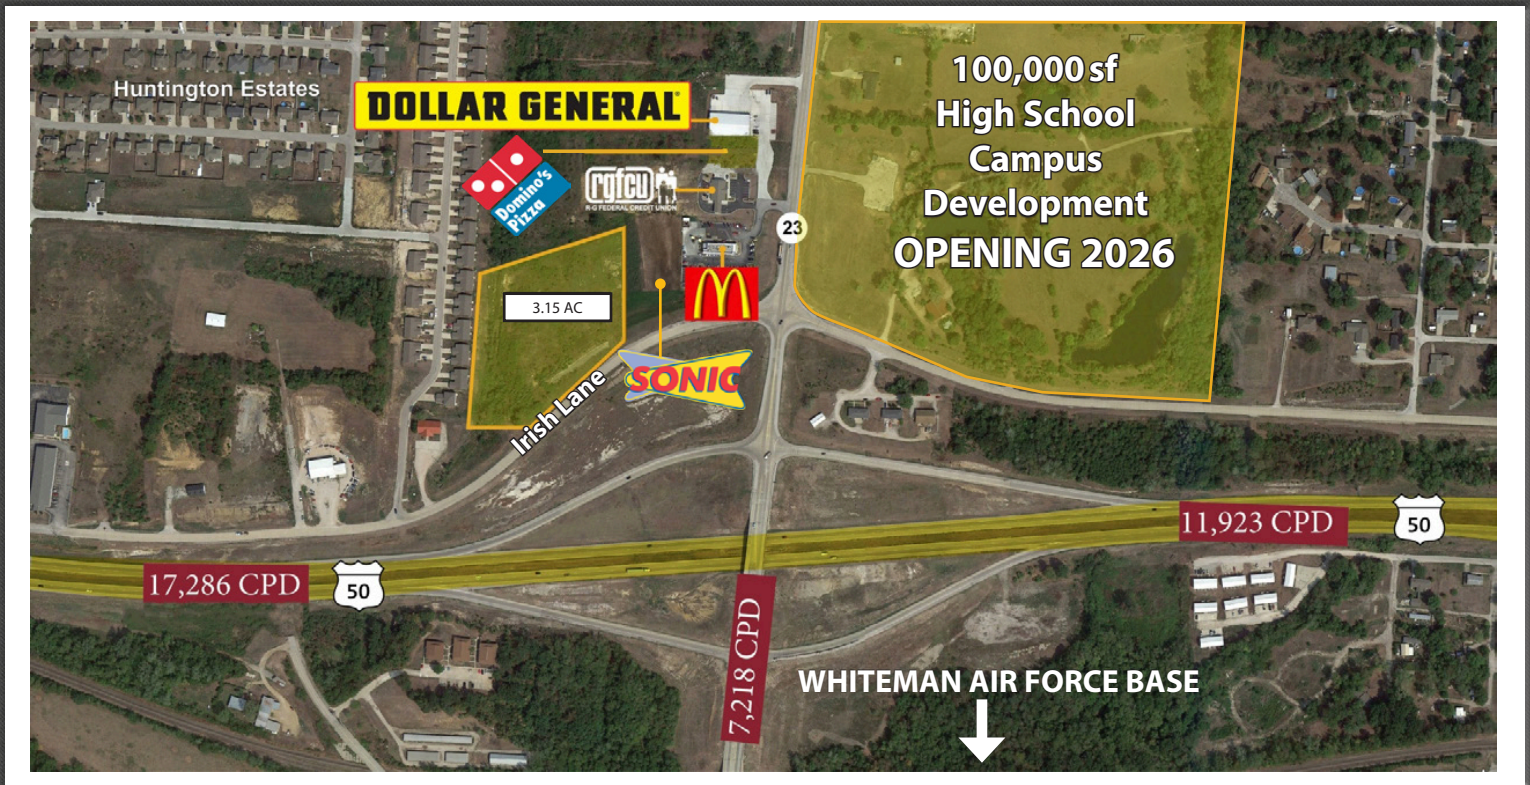 Huntington Estates
DOLLAR GENERAL
Domino's
Pizza
rgfcu
R-G FEDERAL CREDIT UNION
100,000 sf
High School
Campus
Development
OPENING 2026
23
3.15 AC
M
SONIC
Irish Lane
11,923 CPD
50
17,286 CPD
50
7,218 CPD
WHITEMAN AIR FORCE BASE